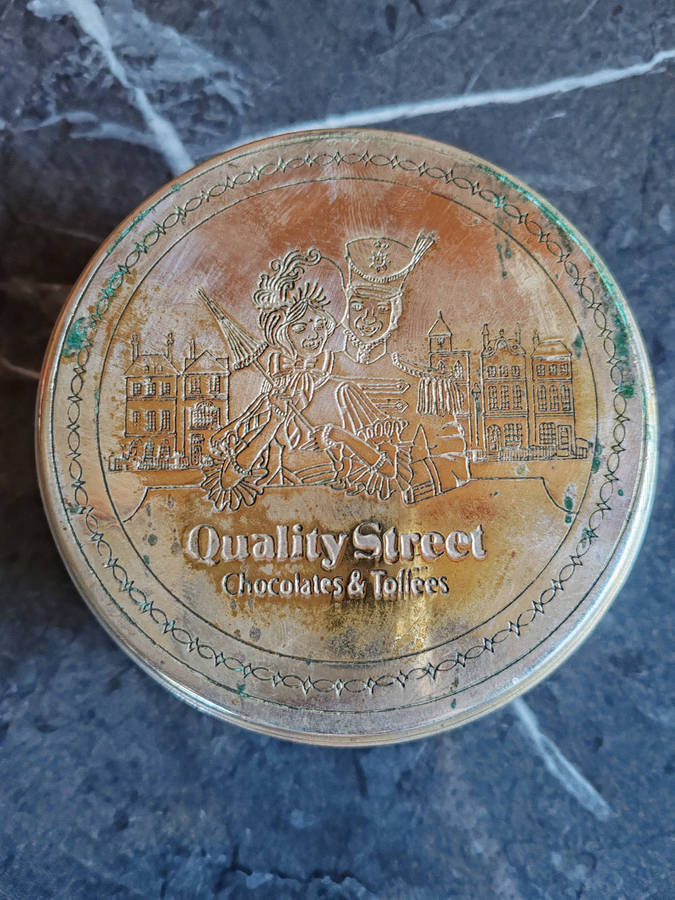 Quality Street
Chocolates & Toffees